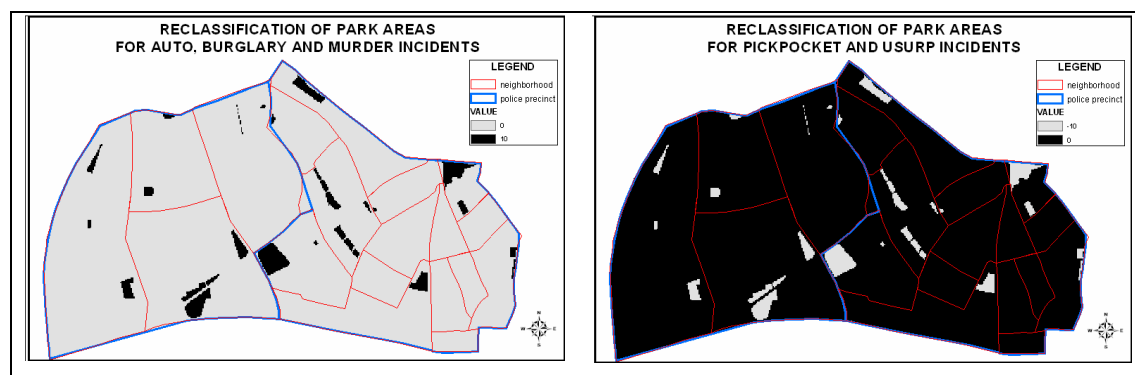 RECLASSIFICATION OF PARK AREAS
FOR AUTO, BURGLARY AND MURDER INCIDENTS
LEGEND
neighborhood
police precinct
VALUE
0
10
N
W E
S
RECLASSIFICATION OF PARK AREAS
FOR PICKPOCKET AND USURP INCIDENTS
LEGEND
neighborhood
police precinct
VALUE
-10
0
N
W E
S